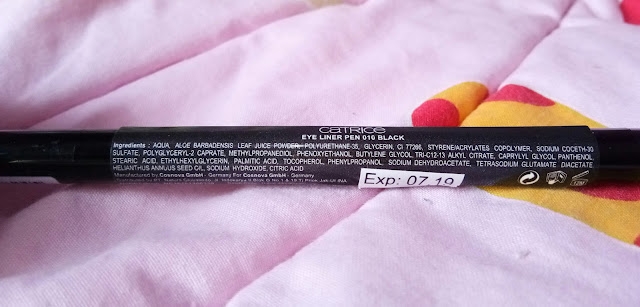 CATRICE
EYE LINER PEN 010 BLACK
Ingredients : AQUA, ALOE BARBADENSIS LEAF JUICE POWDER, POLYURETHANE-35, GLYCERIN, CI 77266, STYRENE/ACRYLATES COPOLYMER, SODIUM COCETH-30
SULFATE, POLYGLYCERYL-2 CAPRATE, METHYLPROPANEDIOL, PHENOXYETHANOL, BUTYLENE GLYCOL, TRI-C12-13 ALKYL CITRATE, CAPRYLYL GLYCOL, PANTHENOL,
STEARIC ACID, ETHYLHEXYLGLYCERIN, PALMITIC ACID, TOCOPHEROL, PHENYLPROPANOL, SODIUM DEHYDROACETATE, TETRASODIUM GLUTAMATE DIACETATE,
HELIANTHUS ANNUUS SEED OIL, SODIUM HYDROXIDE, CITRIC ACID
Manufactured by Cosnova GmbH - Germany For Cosnova GmbH - Germany
Exp: 07 19